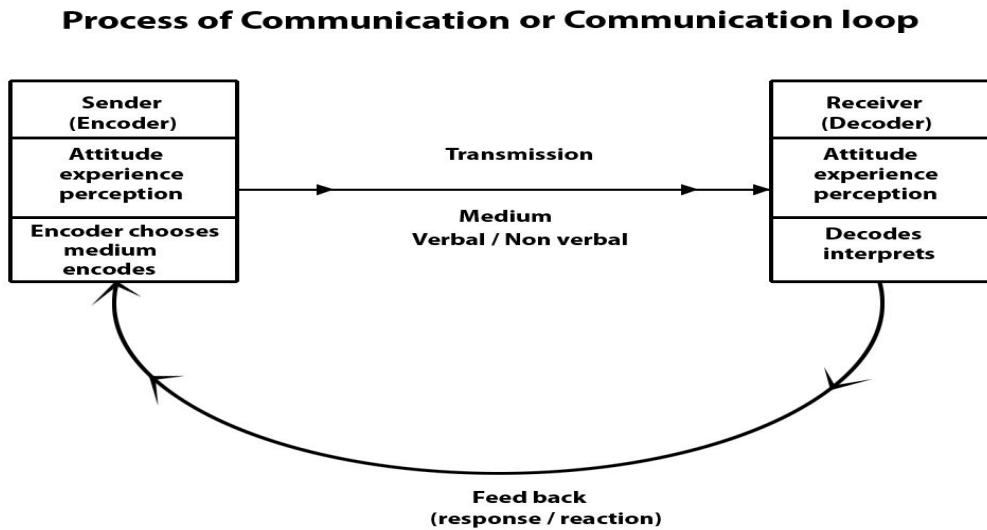 Process of Communication or Communication loop
Sender
(Encoder)
Attitude
experience
perception
Encoder chooses
medium
encodes
Transmission
Medium
Verbal / Non verbal
Receiver
(Decoder)
Attitude
experience
perception
Decodes
interprets
Feed back
(response / reaction)